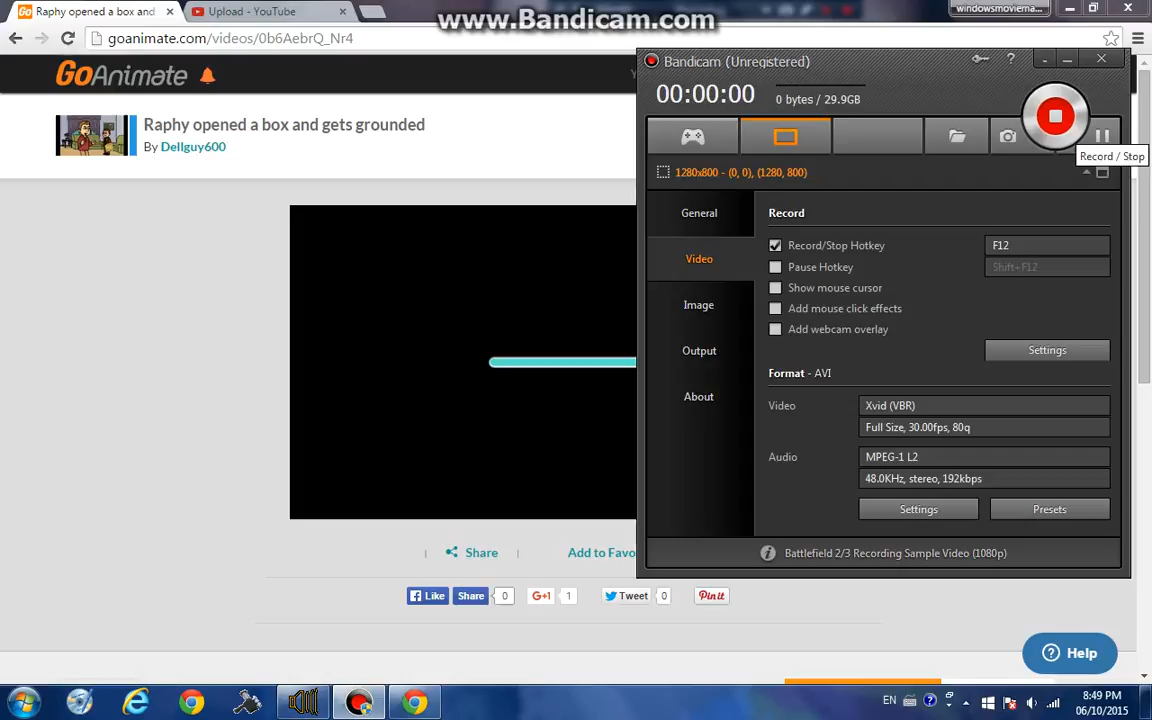 Raphy opened a box and
Upload - YouTube
www.Bandicam.com
windowsmoviema...
goanimate.com/videos/0b6AebrQ_Nr4
GoAnimate
Raphy opened a box and gets grounded
By Dellguy600
Bandicam (Unregistered)
00:00:00
0 bytes / 29.9GB
Record / Stop
1280x800 - (0, 0), (1280, 800)
General
Video
Image
Output
About
Record
Record/Stop Hotkey
F12
Pause Hotkey
Shift+F12
Show mouse cursor
Add mouse click effects
Add webcam overlay
Settings
Format - AVI
Video
Xvid (VBR)
Full Size, 30.00fps, 80q
Audio
MPEG-1 L2
48.0KHz, stereo, 192kbps
Settings
Presets
Battlefield 2/3 Recording Sample Video (1080p)
Share
Add to Favo
Like
Share
0
G+1
1
Tweet
0
Pin it
Help
EN
8:49 PM
06/10/2015